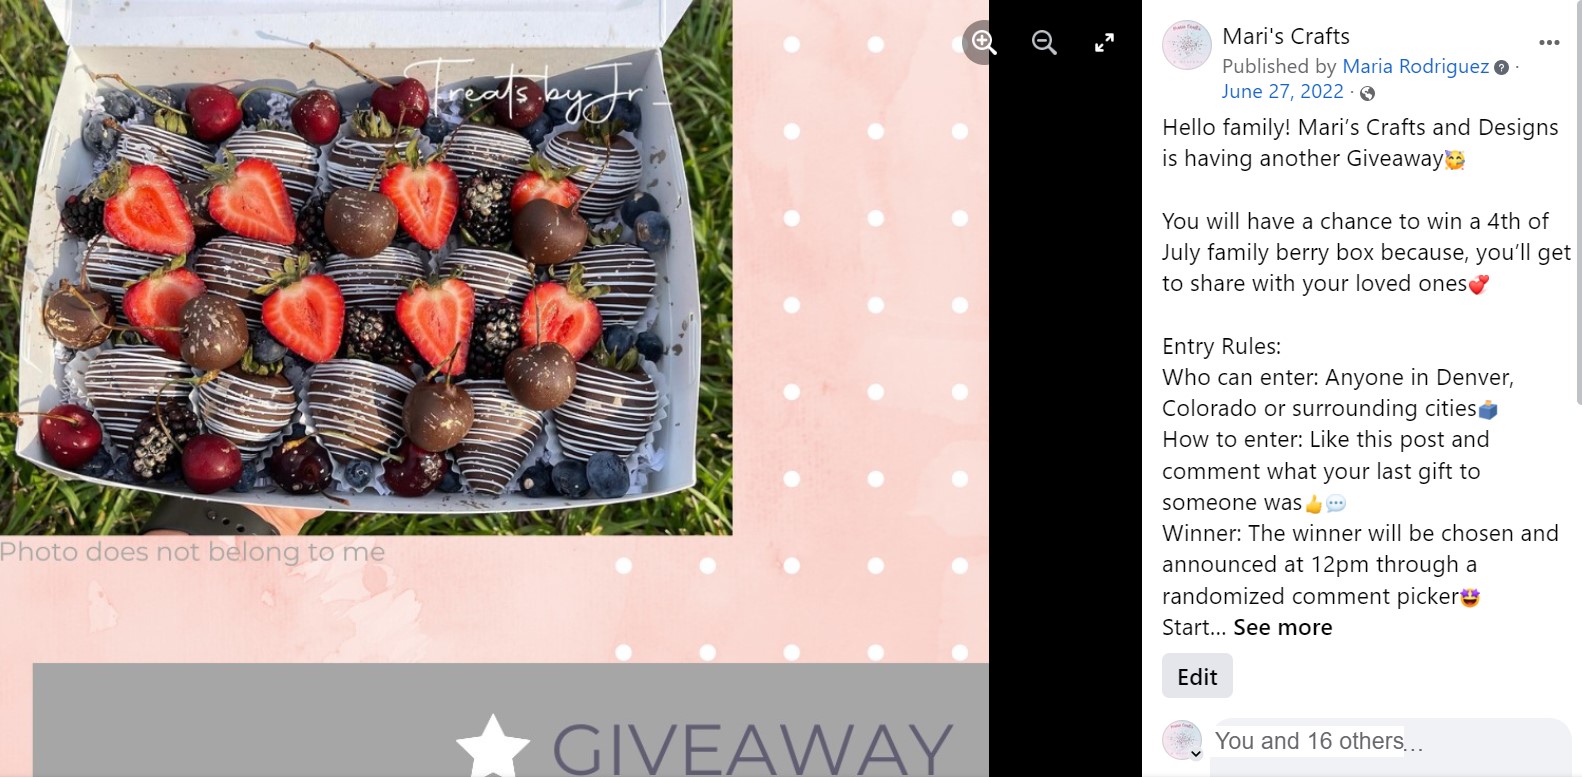 Treats by Jr_
Photo does not belong to me
GIVEAWAY
Mari's Crafts
Published by Maria Rodriguez ·
June 27, 2022 ·
Hello family! Mari’s Crafts and Designs
is having another Giveaway🥳
You will have a chance to win a 4th of
July family berry box because, you’ll get
to share with your loved ones💕
Entry Rules:
Who can enter: Anyone in Denver,
Colorado or surrounding cities🗳️
How to enter: Like this post and
comment what your last gift to
someone was👍💬
Winner: The winner will be chosen and
announced at 12pm through a
randomized comment picker🤩
Start... See more
Edit
You and 16 others...